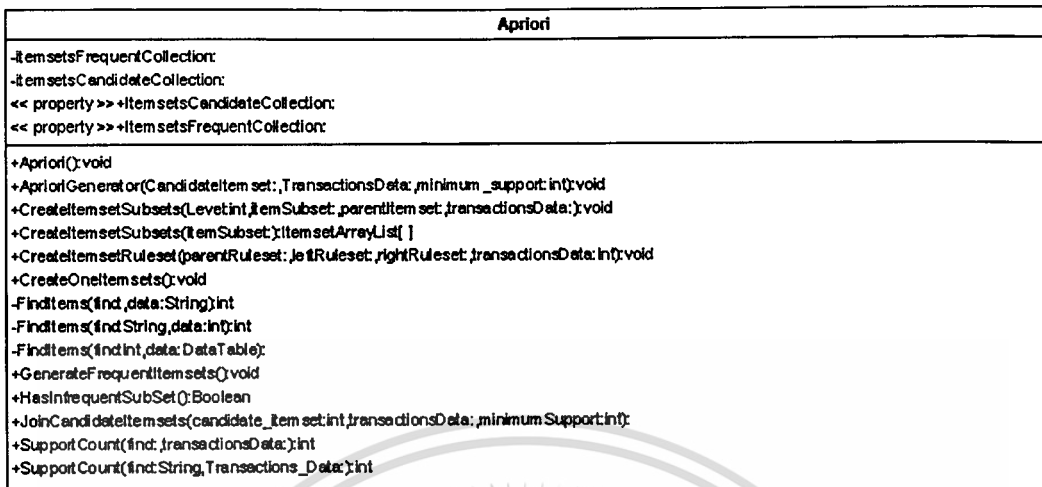 Apriori
-itemsetsFrequentCollection:
-itemsetsCandidateCollection:
<< property >> +ItemsetsCandidateCollection:
<< property >> +ItemsetsFrequentCollection:
+Apriori():void
+AprioriGenerator(CandidateItemset: ,TransactionsData: ,minimum_support:int):void
+CreateItemsetSubsets(Level:int,itemSubset: ,parentItemset: ,transactionsData: ):void
+CreateItemsetSubsets(itemSubset: ):ItemsetArrayList[ ]
+CreateItemsetRuleset(parentRuleset: ,leftRuleset: ,rightRuleset: ,transactionsData:int):void
+CreateOneItemsets():void
-FindItems(find: ,data:String):int
-FindItems(find:String,data:int):int
-FindItems(find:int,data:DataTable):
+GenerateFrequentItemsets():void
+HasInfrequentSubSet():Boolean
+JoinCandidateItemsets(candidate_itemset:int,transactionsData: ,minimumSupport:int):
+SupportCount(find: ,transactionsData: ):int
+SupportCount(find:String,Transactions_Data: ):int